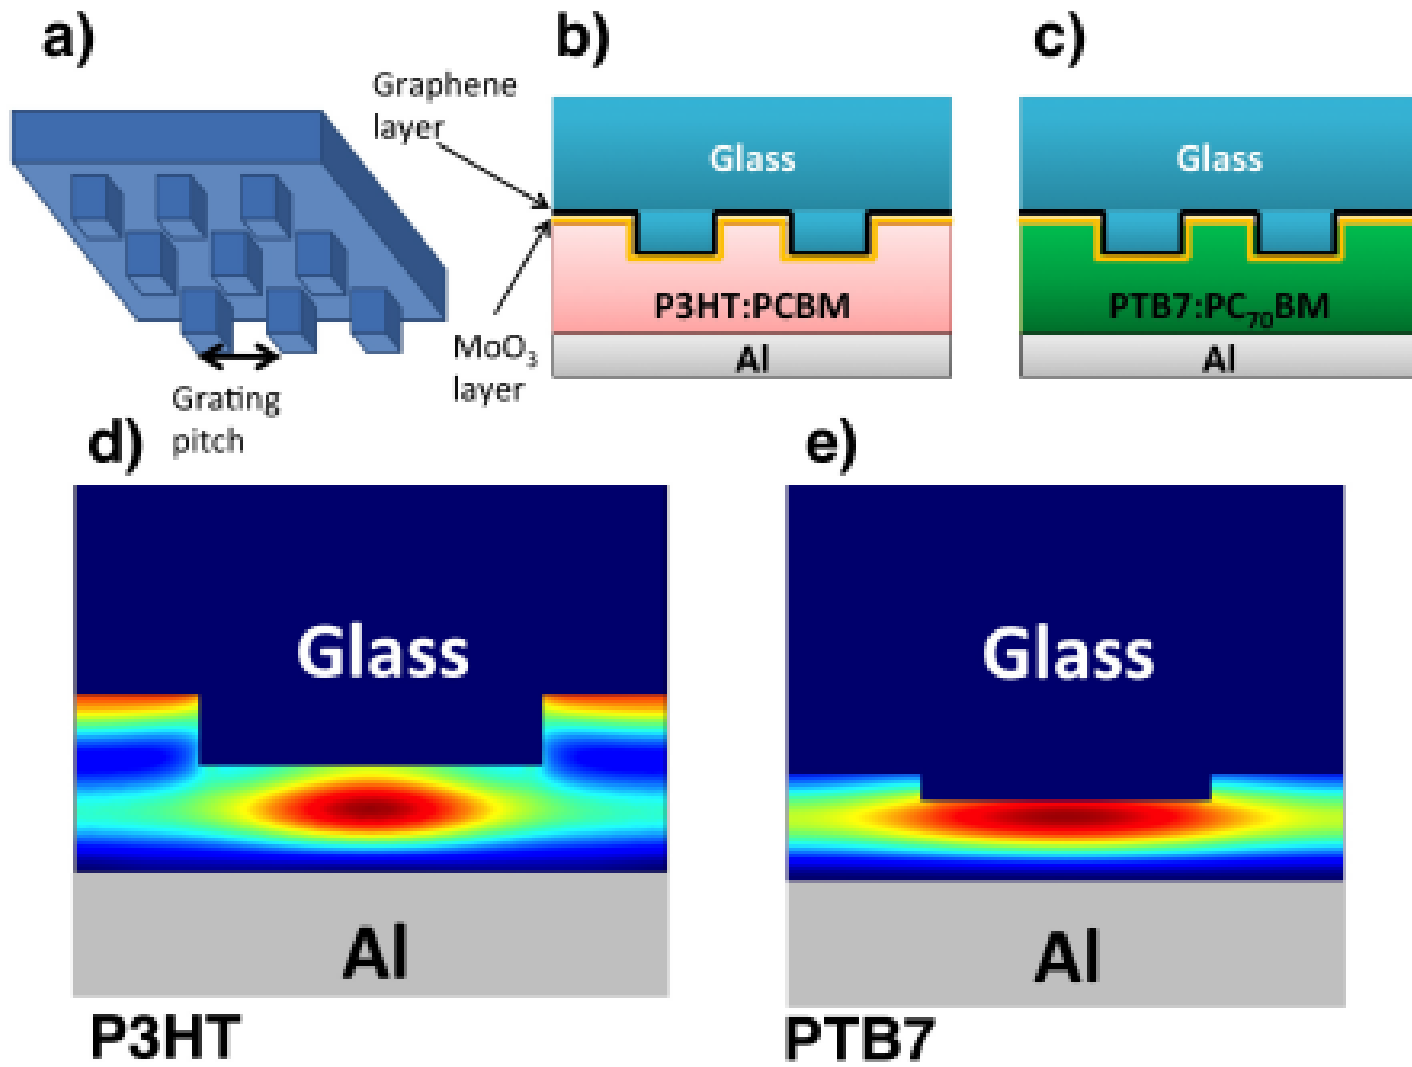 a)
b)
c)
Graphene
layer
Glass
Glass
P3HT:PCBM
PTB7:PC₇₀BM
MoO₃
layer
Al
Al
Grating
pitch
d)
e)
Glass
Glass
Al
Al
P3HT
PTB7